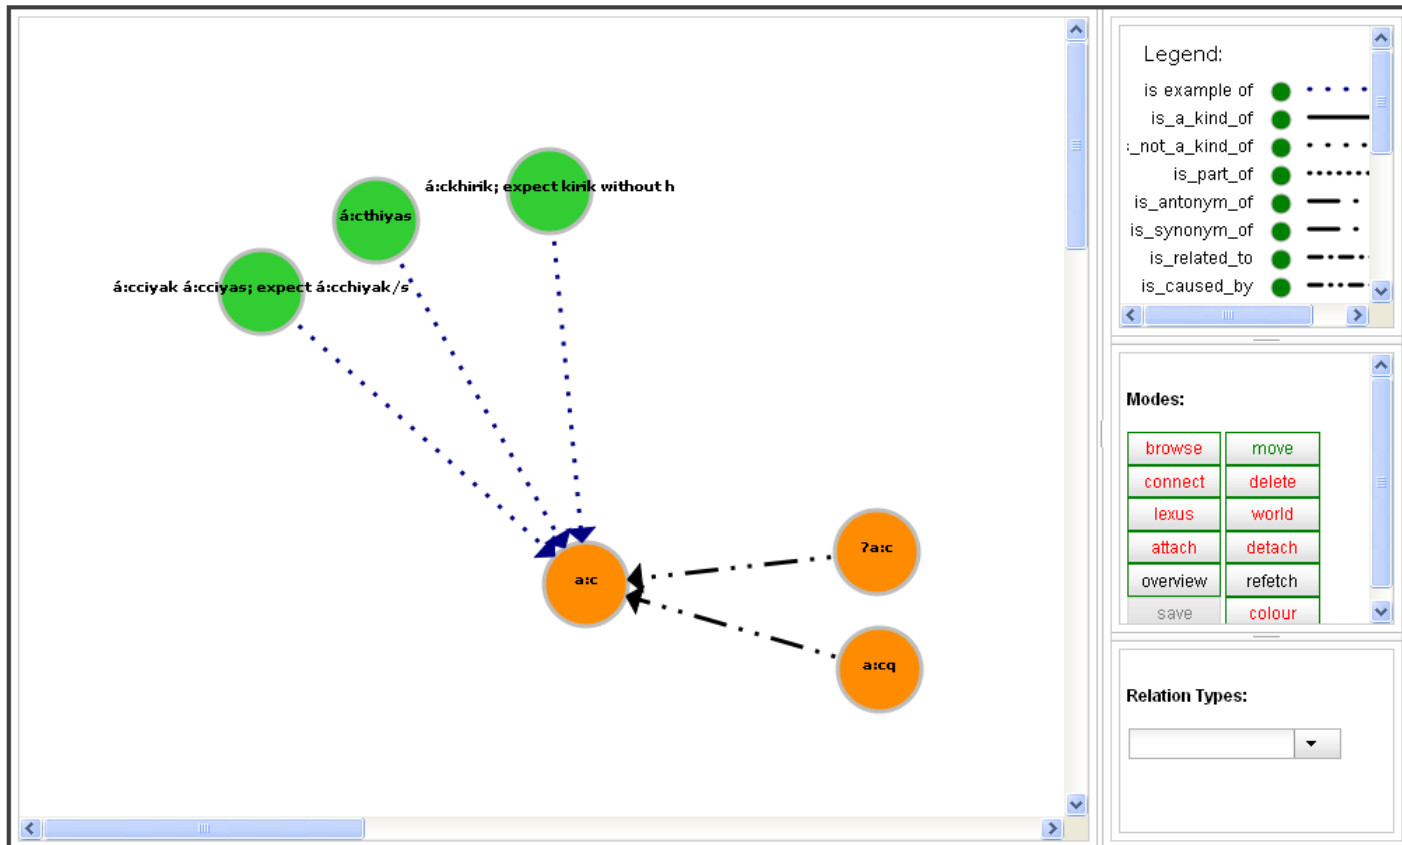 á:ckhirik; expect kirik without h
á:cthiyas
á:cciyak á:cciyas; expect á:cchiyak/s
a:c
?a:c
a:cq
Legend:
is example of
is_a_kind_of
s_not_a_kind_of
is_part_of
is_antonym_of
is_synonym_of
is_related_to
is_caused_by
Modes:
browse move
connect delete
lexus world
attach detach
overview refetch
save colour
Relation Types: